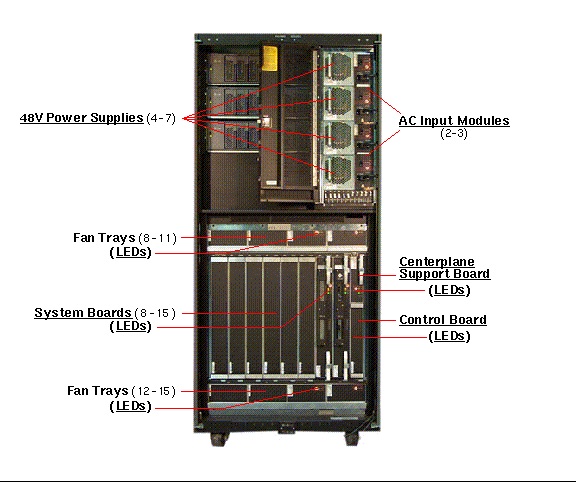 48V Power Supplies (4-7)
AC Input Modules
(2-3)
Fan Trays (8-11)
(LEDs)
Centerplane
Support Board
(LEDs)
System Boards (8-15)
(LEDs)
Control Board
(LEDs)
Fan Trays (12-15)
(LEDs)